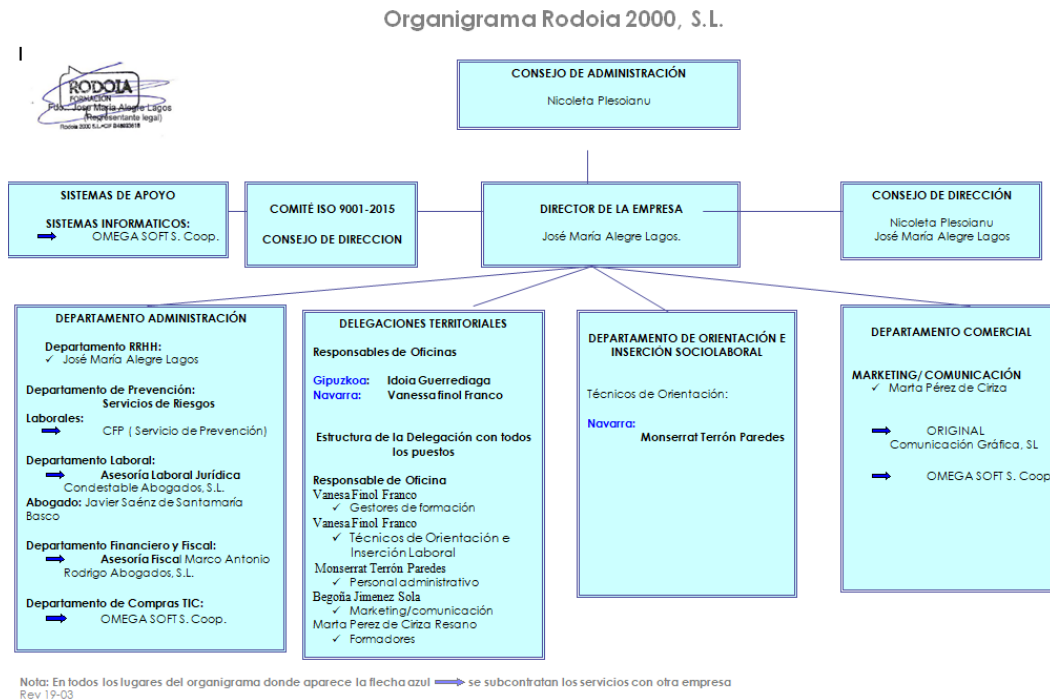 Organigrama Rodoia 2000, S.L.
RODOIA
FORMACIÓN
Fdo.: Jose María Alegre Lagos
(Representante legal)
CONSEJO DE ADMINISTRACIÓN
Nicoleta Plesoianu
SISTEMAS DE APOYO
SISTEMAS INFORMATICOS:
OMEGA SOFT S. Coop.
COMITÉ ISO 9001-2015
CONSEJO DE DIRECCION
DIRECTOR DE LA EMPRESA
José María Alegre Lagos.
CONSEJO DE DIRECCIÓN
Nicoleta Plesoianu
José María Alegre Lagos
DEPARTAMENTO ADMINISTRACIÓN
Departamento RRHH:
✓ José María Alegre Lagos
Departamento de Prevención:
Servicios de Riesgos
Laborales:
CFP ( Servicio de Prevención)
Departamento Laboral:
Asesoría Laboral Jurídica
Condestable Abogados, S.L.
Abogado: Javier Saénz de Santamaría
Basco
Departamento Financiero y Fiscal:
Asesoría Fiscal Marco Antonio
Rodrigo Abogados, S.L.
Departamento de Compras TIC:
OMEGA SOFT S. Coop.
DELEGACIONES TERRITORIALES
Responsables de Oficinas
Gipuzkoa: Idoia Guerrediaga
Navarra: Vanessa finol Franco
Estructura de la Delegación con todos
los puestos
Responsable de Oficina
Vanesa Finol Franco
✓ Gestores de formación
Vanesa Finol Franco
✓ Técnicos de Orientación e
Inserción Laboral
Monserrat Terrón Paredes
✓ Personal administrativo
Begoña Jimenez Sola
✓ Marketing/comunicación
Marta Perez de Ciriza Resano
✓ Formadores
DEPARTAMENTO DE ORIENTACIÓN E
INSERCIÓN SOCIOLABORAL
Técnicos de Orientación:
Navarra:
Monserrat Terrón Paredes
DEPARTAMENTO COMERCIAL
MARKETING/ COMUNICACIÓN
✓ Marta Pérez de Ciriza
ORIGINAL
Comunicación Gráfica, SL
OMEGA SOFT S. Coop
Nota: En todos los lugares del organigrama donde aparece la flecha azul se subcontratan los servicios con otra empresa
Rev 19-03